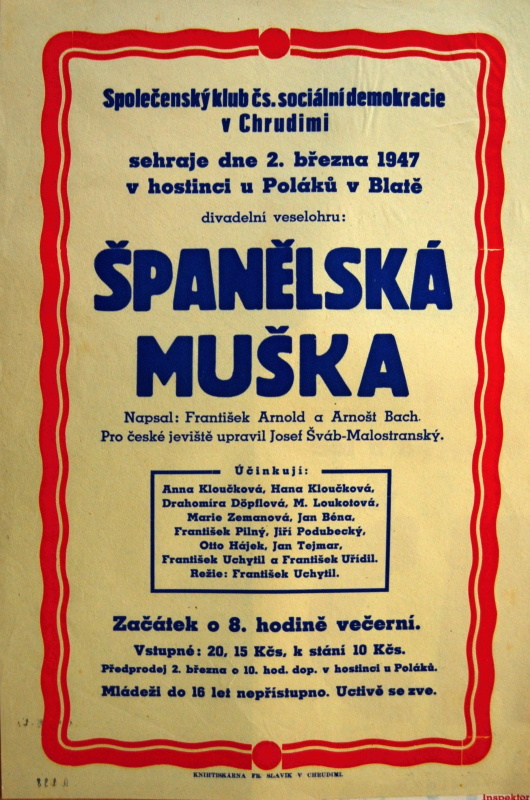 Společenský klub čs. sociální demokracie
v Chrudimi
sehraje dne 2. března 1947
v hostinci u Poláků v Blatě
divadelní veselohru:
ŠPANĚLSKÁ
MUŠKA
Napsal: František Arnold a Arnošt Bach.
Pro české jeviště upravil Josef Šváb-Malostranský.
Účinkují:
Anna Kloučková, Hana Kloučková,
Drahomíra Döpflová, M. Loukotová,
Marie Zemanová, Jan Béna,
František Pilný, Jiří Podubecký,
Otto Hájek, Jan Tejmar,
František Uchytil a František Uřídil.
Režie: František Uchytil.
Začátek o 8. hodině večerní.
Vstupné: 20, 15 Kčs, k stání 10 Kčs.
Předprodej 2. března o 10. hod. dop. v hostinci u Poláků.
Mládeži do 16 let nepřístupno. Uctivě se zve.
KNIHTISKÁRNA FR. SLAVÍK V CHRUDIMI.
Inspektor